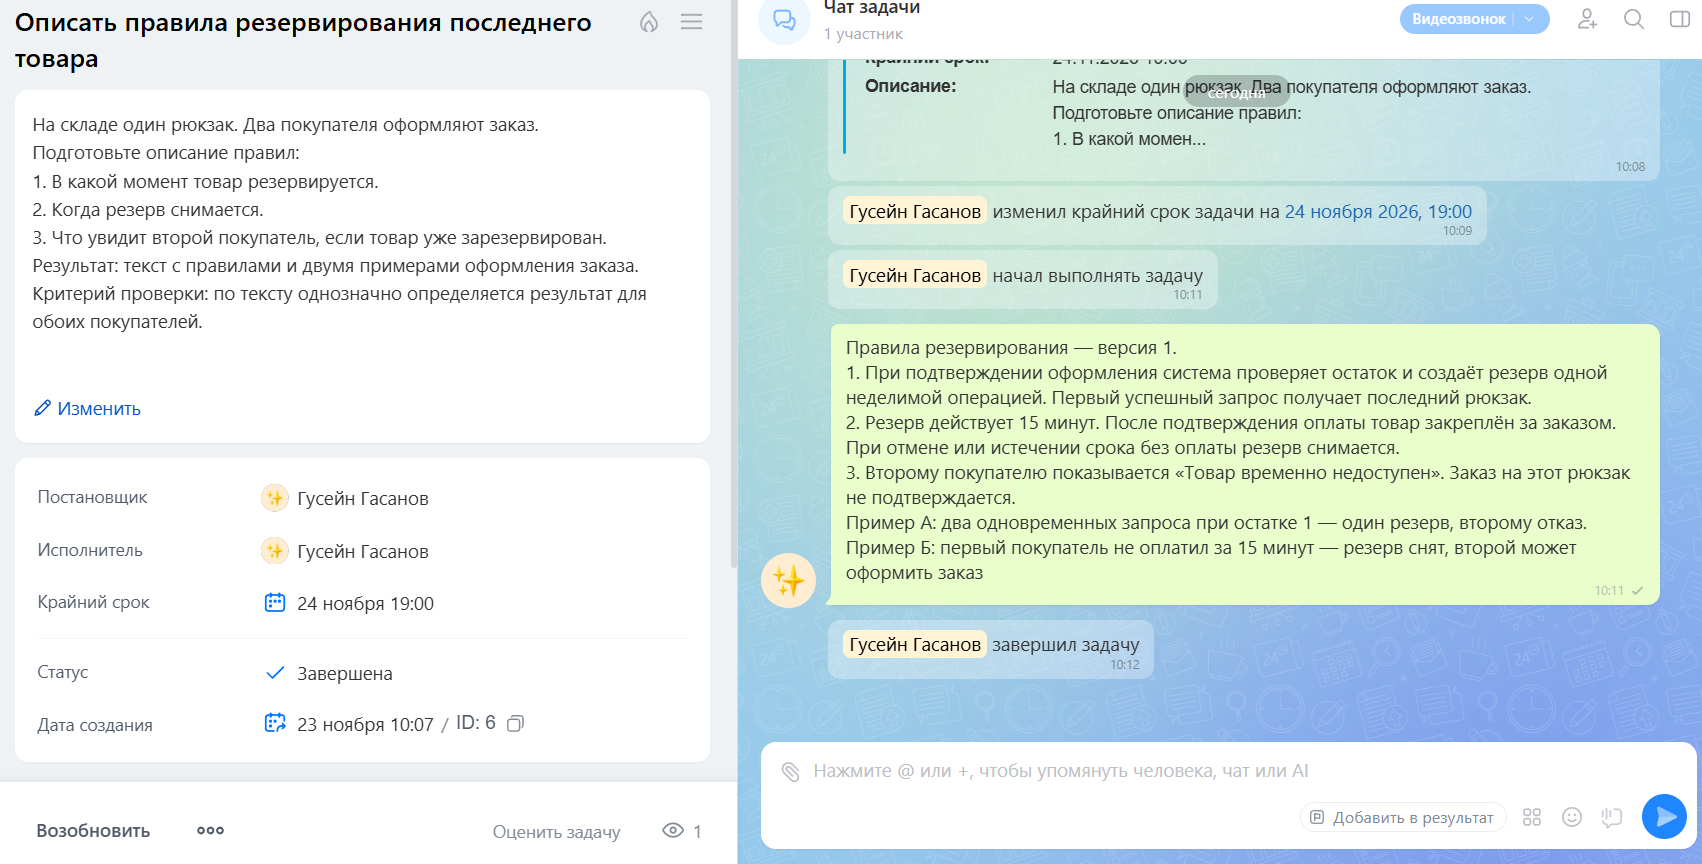 Описать правила резервирования последнего
товара
На складе один рюкзак. Два покупателя оформляют заказ.
Подготовьте описание правил:
1. В какой момент товар резервируется.
2. Когда резерв снимается.
3. Что увидит второй покупатель, если товар уже зарезервирован.
Результат: текст с правилами и двумя примерами оформления заказа.
Критерий проверки: по тексту однозначно определяется результат для
обоих покупателей.
Изменить
Постановщик
Гусейн Гасанов
Исполнитель
Гусейн Гасанов
Крайний срок
24 ноября 19:00
Статус
Завершена
Дата создания
23 ноября 10:07 / ID: 6
Возобновить
Оценить задачу
1
Чат задачи
1 участник
Видеозвонок
Крайний срок:
24.11.2026 19:00
сегодня
Описание:
На складе один рюкзак. Два покупателя оформляют заказ.
Подготовьте описание правил:
1. В какой момен...
10:08
Гусейн Гасанов изменил крайний срок задачи на 24 ноября 2026, 19:00
10:09
Гусейн Гасанов начал выполнять задачу
10:11
Правила резервирования — версия 1.
1. При подтверждении оформления система проверяет остаток и создаёт резерв одной
неделимой операцией. Первый успешный запрос получает последний рюкзак.
2. Резерв действует 15 минут. После подтверждения оплаты товар закреплён за заказом.
При отмене или истечении срока без оплаты резерв снимается.
3. Второму покупателю показывается «Товар временно недоступен». Заказ на этот рюкзак
не подтверждается.
Пример А: два одновременных запроса при остатке 1 — один резерв, второму отказ.
Пример Б: первый покупатель не оплатил за 15 минут — резерв снят, второй может
оформить заказ
10:11
Гусейн Гасанов завершил задачу
10:12
Нажмите @ или +, чтобы упомянуть человека, чат или AI
Добавить в результат